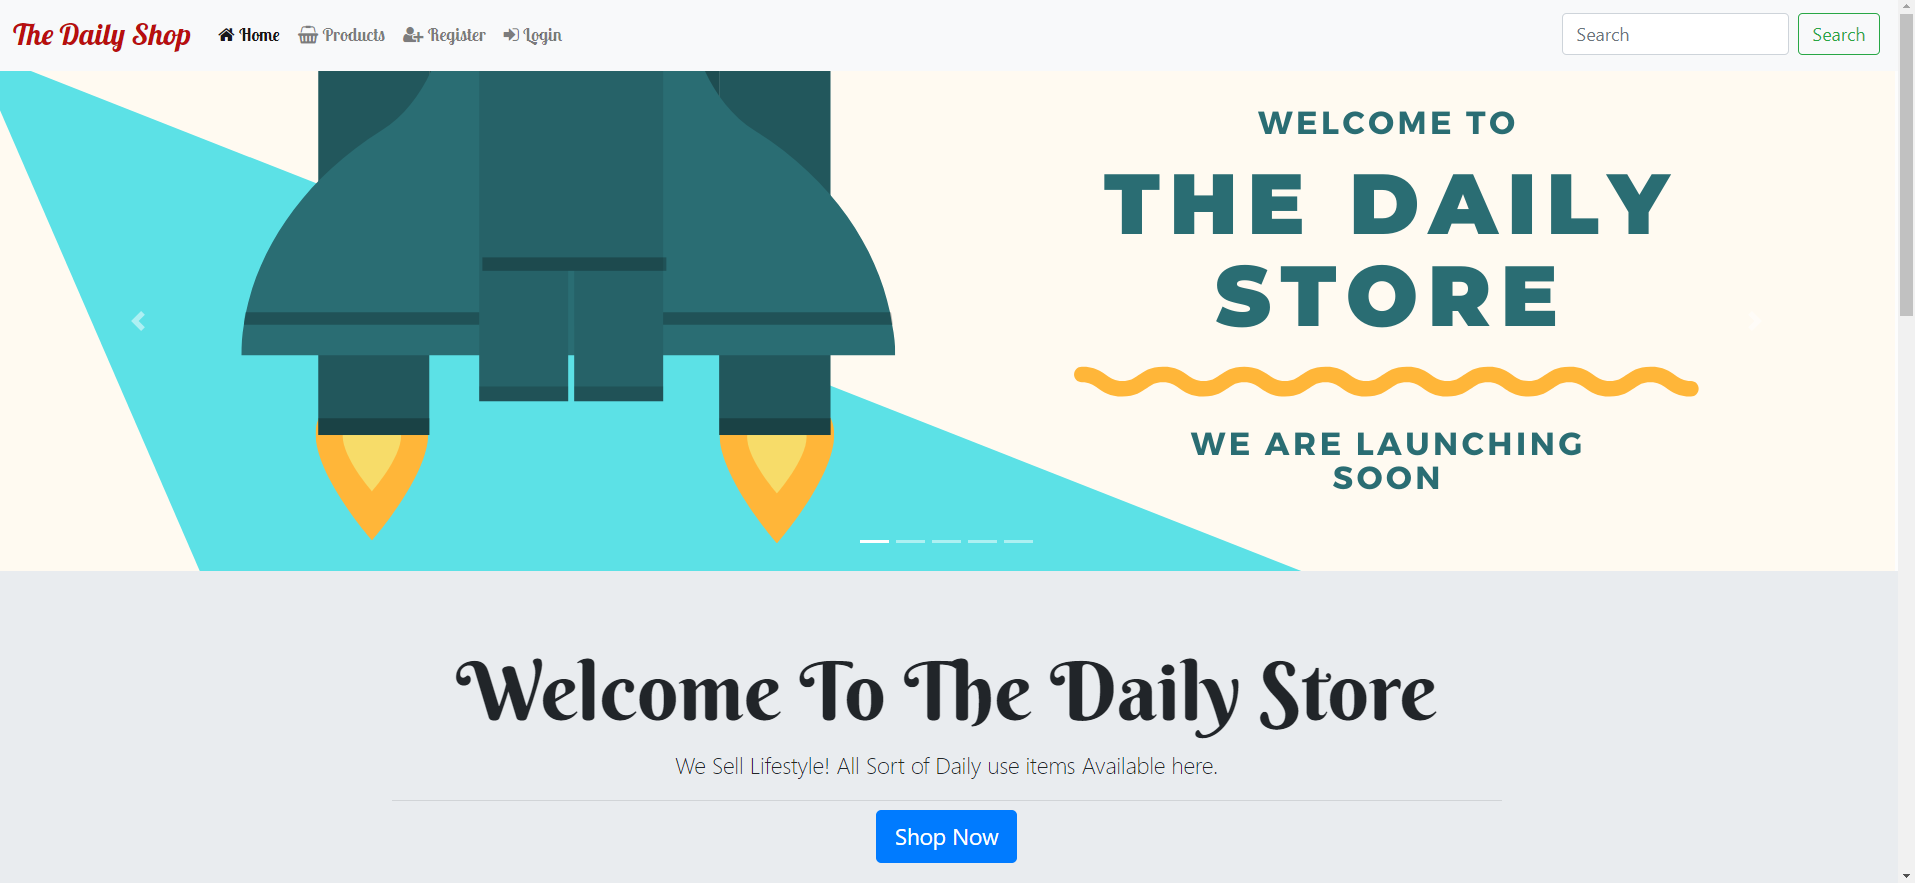 The Daily Shop
Home
Products
Register
Login
Search
Search
WELCOME TO
THE DAILY
STORE
WE ARE LAUNCHING
SOON
Welcome To The Daily Store
We Sell Lifestyle! All Sort of Daily use items Available here.
Shop Now